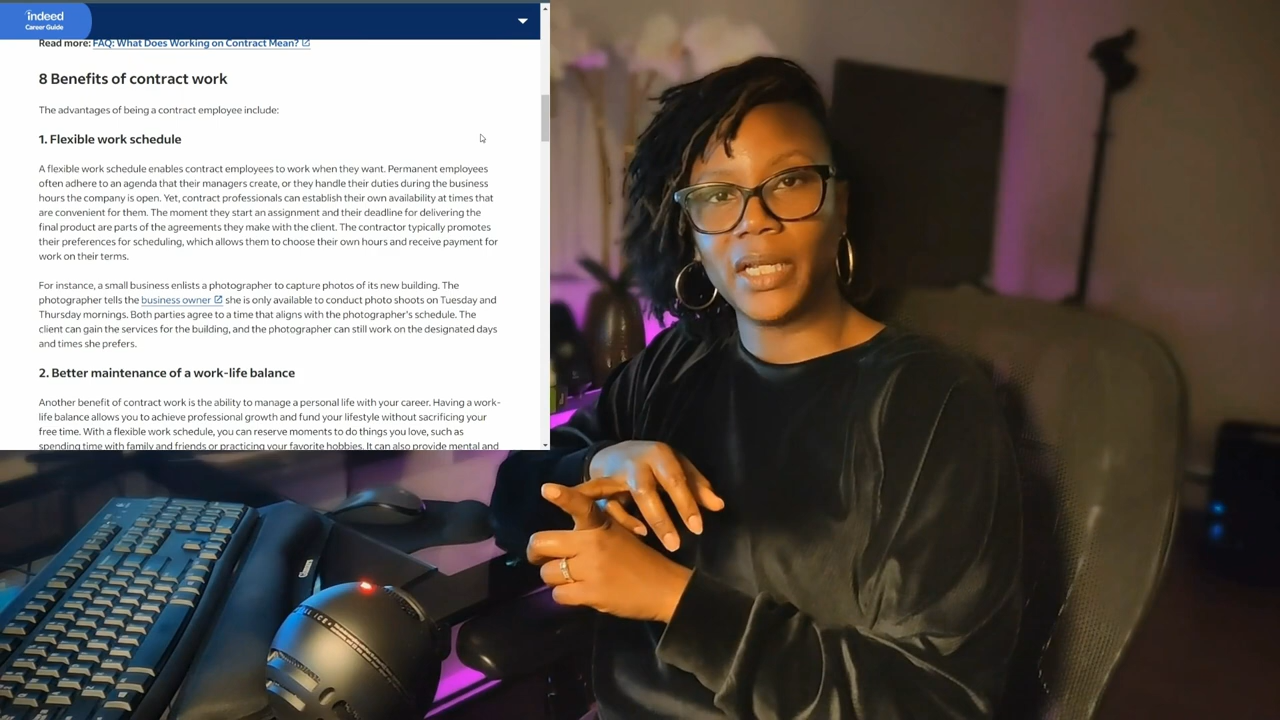 indeed
Career Guide
Read more: FAQ: What Does Working on Contract Mean?
8 Benefits of contract work
The advantages of being a contract employee include:
1. Flexible work schedule
A flexible work schedule enables contract employees to work when they want. Permanent employees
often adhere to an agenda that their managers create, or they handle their duties during the business
hours the company is open. Yet, contract professionals can establish their own availability at times that
are convenient for them. The moment they start an assignment and their deadline for delivering the
final product are parts of the agreements they make with the client. The contractor typically promotes
their preferences for scheduling, which allows them to choose their own hours and receive payment for
work on their terms.
For instance, a small business enlists a photographer to capture photos of its new building. The
photographer tells the business owner she is only available to conduct photo shoots on Tuesday and
Thursday mornings. Both parties agree to a time that aligns with the photographer's schedule. The
client can gain the services for the building, and the photographer can still work on the designated days
and times she prefers.
2. Better maintenance of a work-life balance
Another benefit of contract work is the ability to manage a personal life with your career. Having a work-
life balance allows you to achieve professional growth and fund your lifestyle without sacrificing your
free time. With a flexible work schedule, you can reserve moments to do things you love, such as
spending time with family and friends or practicing your favorite hobbies. It can also provide mental and